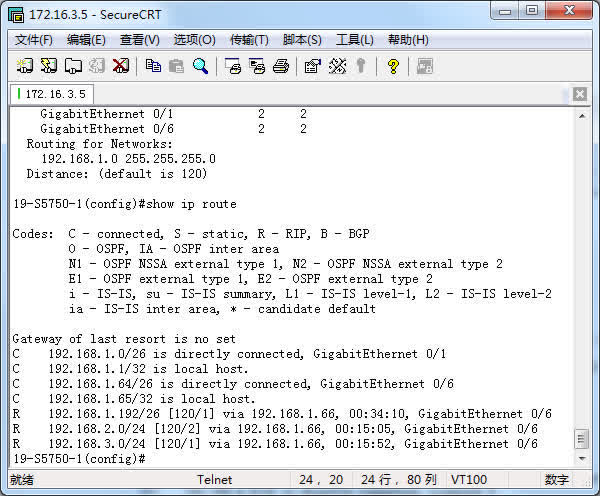 172.16.3.5 - SecureCRT
文件(F) 编辑(E) 查看(V) 选项(O) 传输(T) 脚本(S) 工具(L) 帮助(H)
172.16.3.5
GigabitEthernet 0/1 2 2
GigabitEthernet 0/6 2 2
Routing for Networks:
192.168.1.0 255.255.255.0
Distance: (default is 120)
19-S5750-1(config)#show ip route
Codes: C - connected, S - static, R - RIP, B - BGP
O - OSPF, IA - OSPF inter area
N1 - OSPF NSSA external type 1, N2 - OSPF NSSA external type 2
E1 - OSPF external type 1, E2 - OSPF external type 2
i - IS-IS, su - IS-IS summary, L1 - IS-IS level-1, L2 - IS-IS level-2
ia - IS-IS inter area, * - candidate default
Gateway of last resort is no set
C 192.168.1.0/26 is directly connected, GigabitEthernet 0/1
C 192.168.1.1/32 is local host.
C 192.168.1.64/26 is directly connected, GigabitEthernet 0/6
C 192.168.1.65/32 is local host.
R 192.168.1.192/26 [120/1] via 192.168.1.66, 00:34:10, GigabitEthernet 0/6
R 192.168.2.0/24 [120/2] via 192.168.1.66, 00:15:05, GigabitEthernet 0/6
R 192.168.3.0/24 [120/1] via 192.168.1.66, 00:15:52, GigabitEthernet 0/6
19-S5750-1(config)#
就绪 Telnet 24, 20 24 行, 80 列 VT100 数字